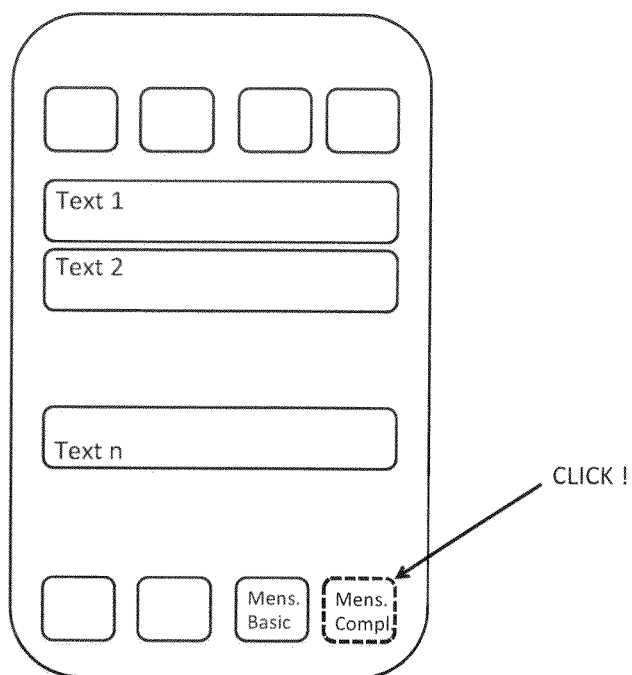 Text 1
Text 2
Text n
CLICK !
Mens.
Basic
Mens.
Compl.